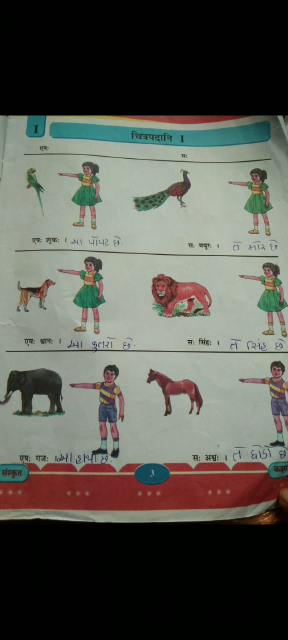 1
चित्रपदानि 1
एषः सः
एषः शुकः । આ પોપટ છે. सः मयूरः । તે મોર છે
एषः श्वानः । આ કુતરો છે. सः सिंहः । તે સિંહ છે
एषः गजः । આ હાથી છે सः अश्वः । તે ઘોડો છે
संस्कृत 3